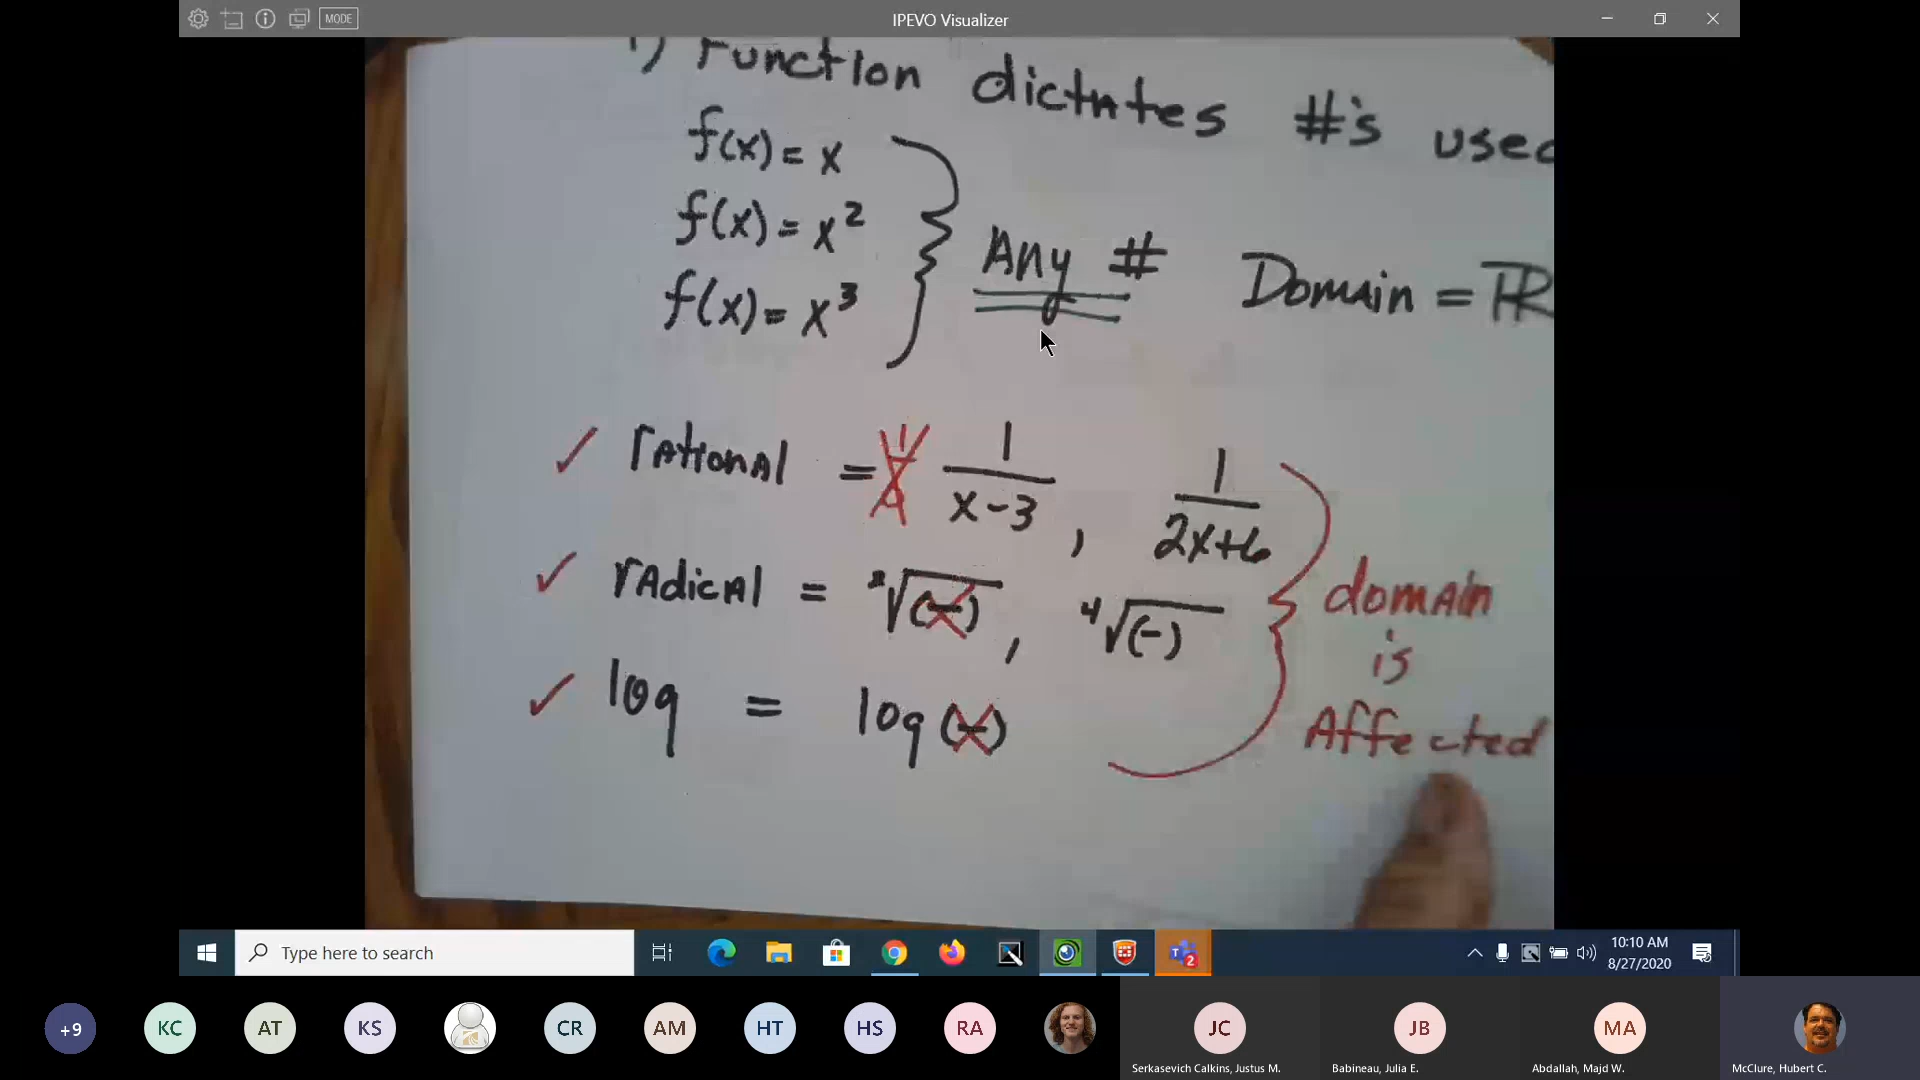 MODE
IPEVO Visualizer
1) Function dictates #'s used
f(x) = x
f(x) = x²
f(x) = x³
Any # Domain = ℝ
✓ rational = 1/(x-3) , 1/(2x+6)
✓ radical = ²√(-) , ⁴√(-)
✓ log = log (-)
domain
is
Affected
Type here to search
2
10:10 AM
8/27/2020
+9 KC AT KS CR AM HT HS RA JC JB MA
Serkasevich Calkins, Justus M. Babineau, Julia E. Abdallah, Majd W. McClure, Hubert C.